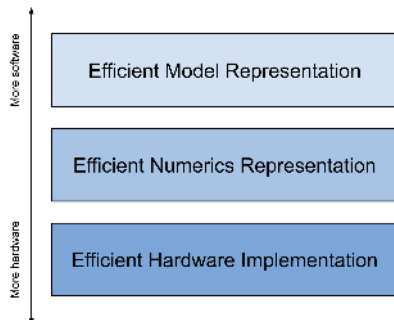 More software
Efficient Model Representation
Efficient Numerics Representation
Efficient Hardware Implementation
More hardware